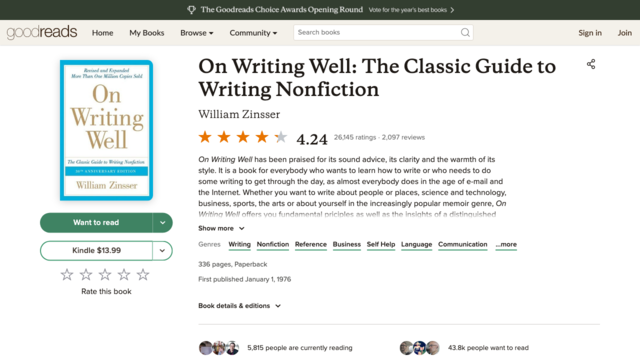 The Goodreads Choice Awards Opening Round Vote for the year's best books
goodreads Home My Books Browse Community Search books Sign in Join
Revised and Expanded
More Than One Million Copies Sold
On
Writing
Well
The Classic Guide to Writing Nonfiction
30TH ANNIVERSARY EDITION
William Zinsser
Want to read
Kindle $13.99
Rate this book
On Writing Well: The Classic Guide to
Writing Nonfiction
William Zinsser
4.24 26,145 ratings · 2,097 reviews
On Writing Well has been praised for its sound advice, its clarity and the warmth of its
style. It is a book for everybody who wants to learn how to write or who needs to do
some writing to get through the day, as almost everybody does in the age of e-mail and
the Internet. Whether you want to write about people or places, science and technology,
business, sports, the arts or about yourself in the increasingly popular memoir genre, On
Writing Well offers you fundamental priciples as well as the insights of a distinguished
Show more
Genres Writing Nonfiction Reference Business Self Help Language Communication ...more
336 pages, Paperback
First published January 1, 1976
Book details & editions
5,815 people are currently reading
43.8k people want to read